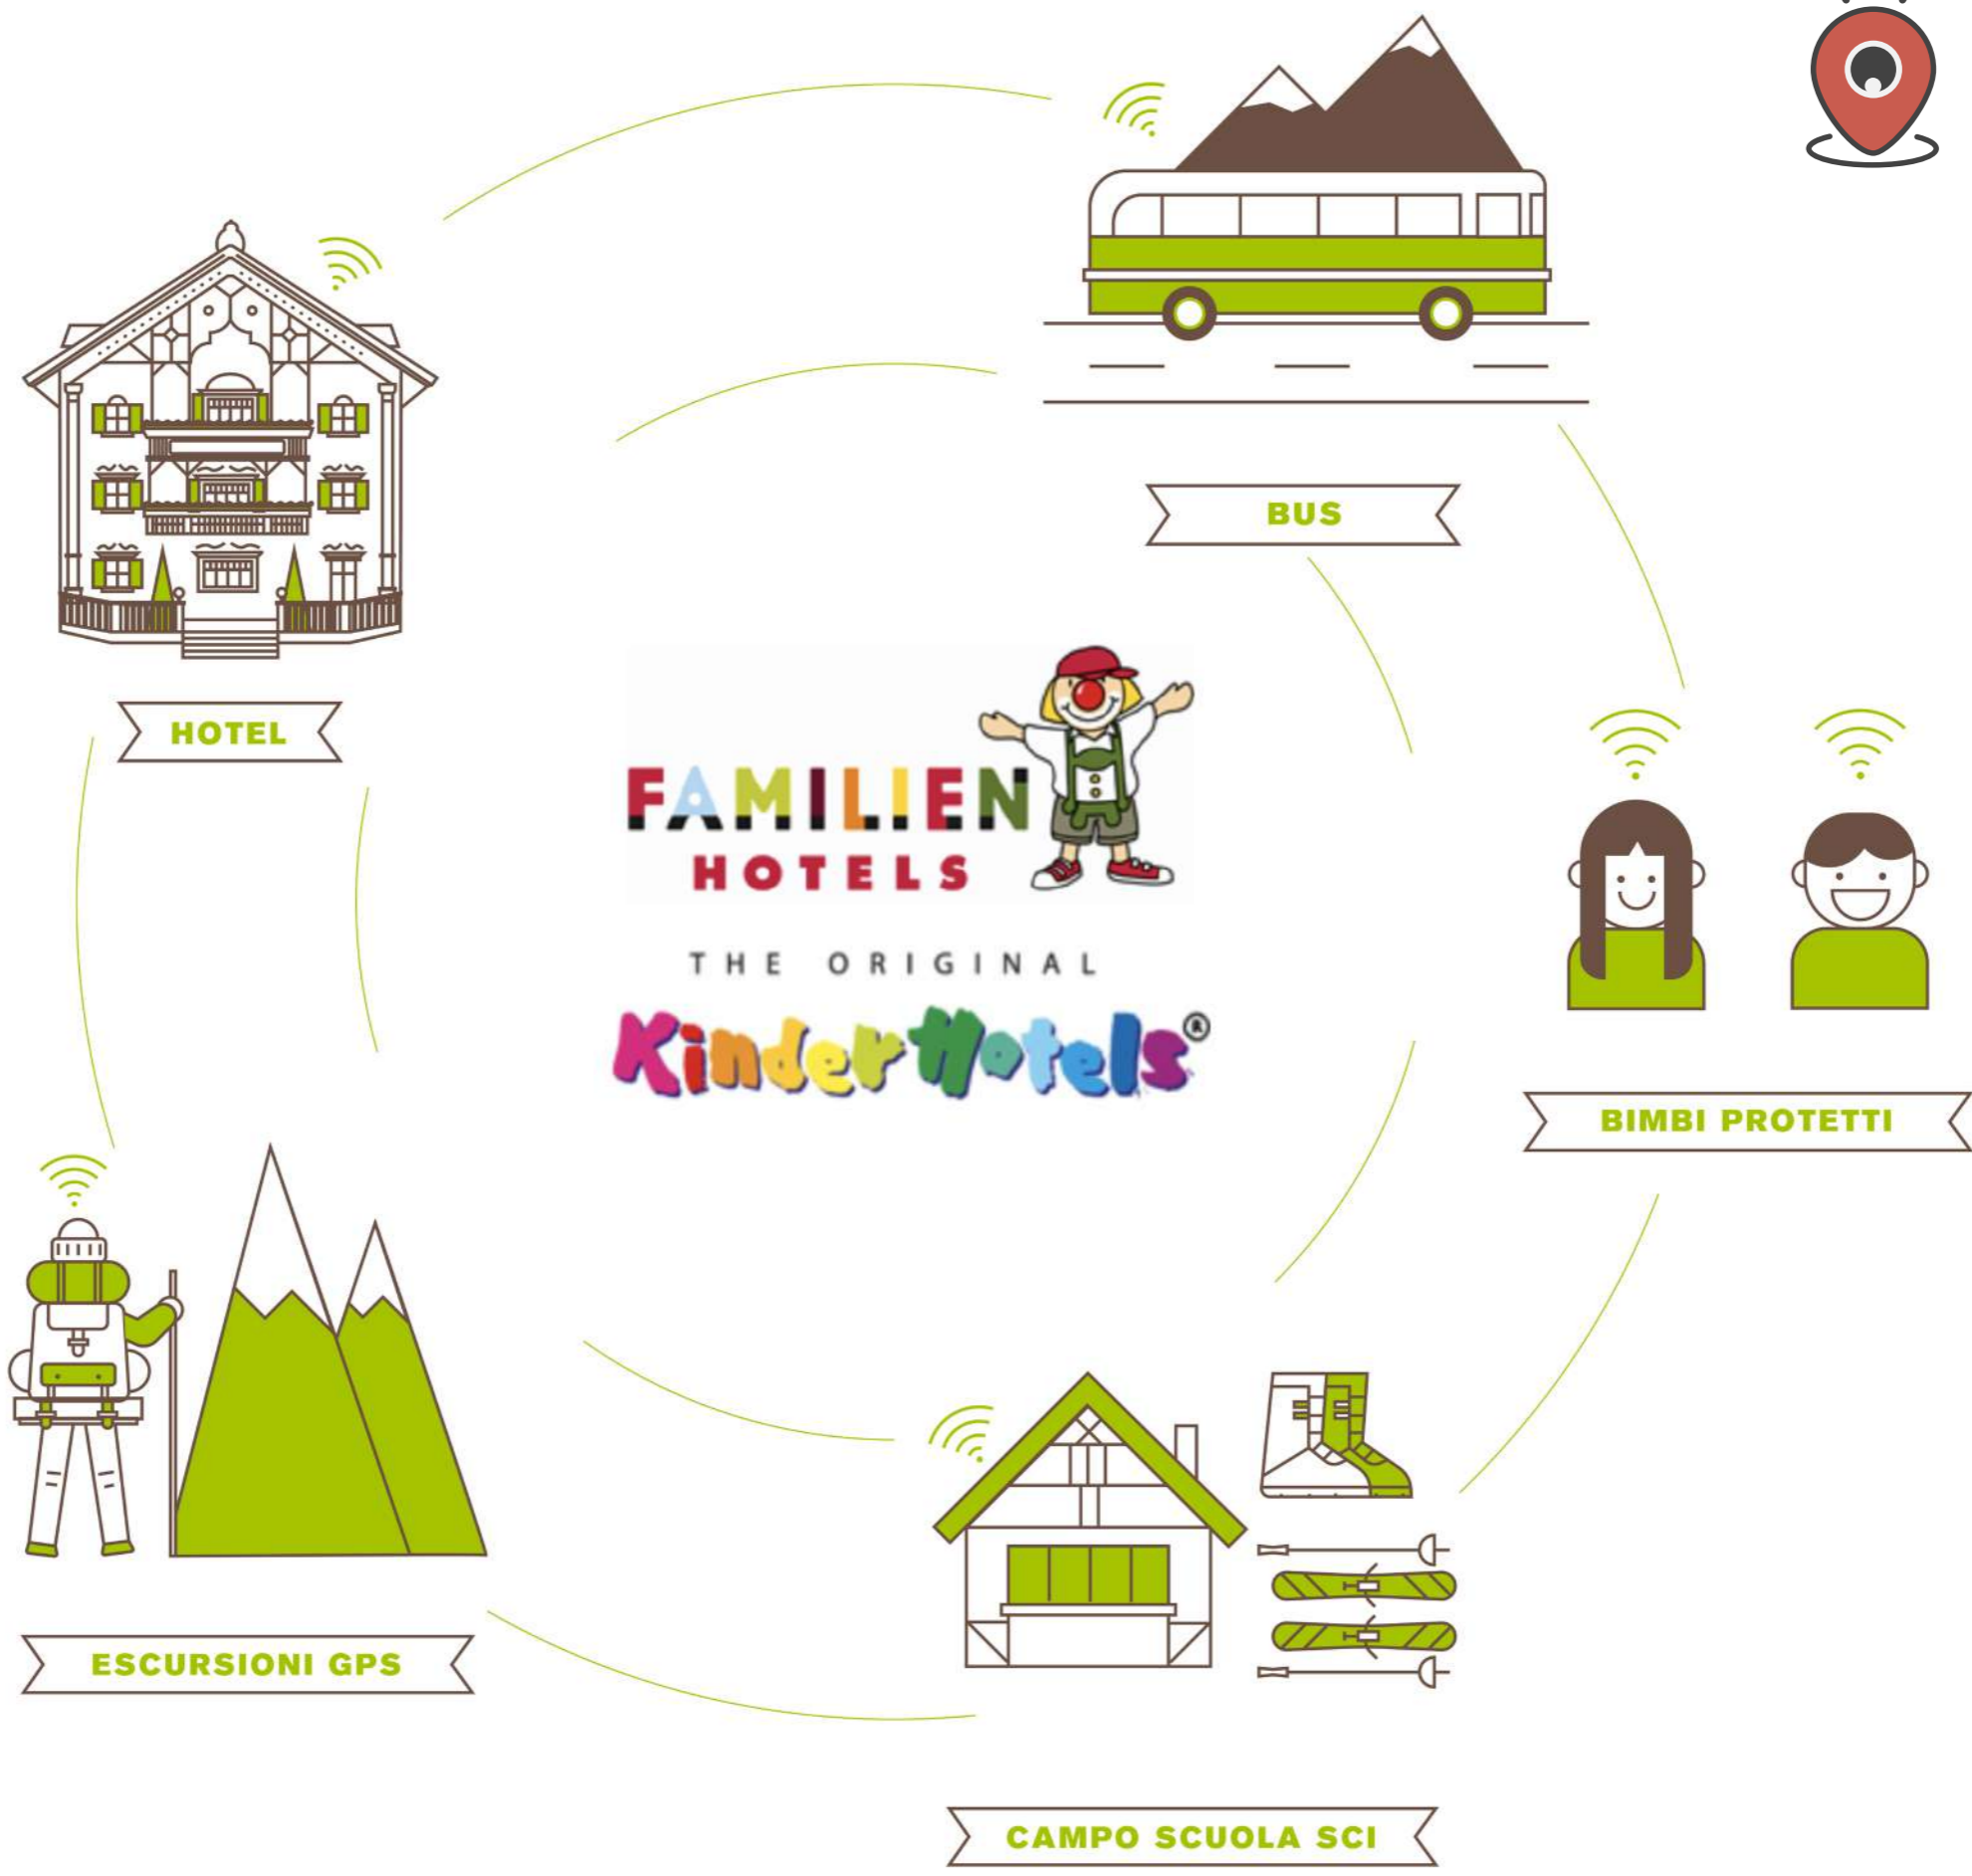 BUS
HOTEL
FAMILIEN
HOTELS
THE ORIGINAL
KinderHotels®
BIMBI PROTETTI
ESCURSIONI GPS
CAMPO SCUOLA SCI